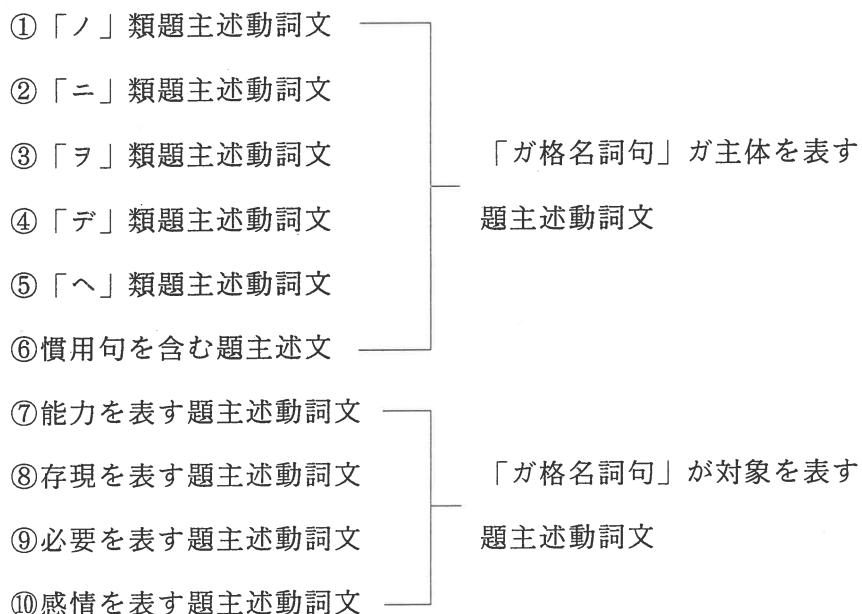 ①「ノ」類題主述動詞文
②「ニ」類題主述動詞文
③「ヲ」類題主述動詞文
「ガ格名詞句」ガ主体を表す
④「デ」類題主述動詞文
題主述動詞文
⑤「ヘ」類題主述動詞文
⑥慣用句を含む題主述文
⑦能力を表す題主述動詞文
⑧存現を表す題主述動詞文
「ガ格名詞句」が対象を表す
⑨必要を表す題主述動詞文
題主述動詞文
⑩感情を表す題主述動詞文